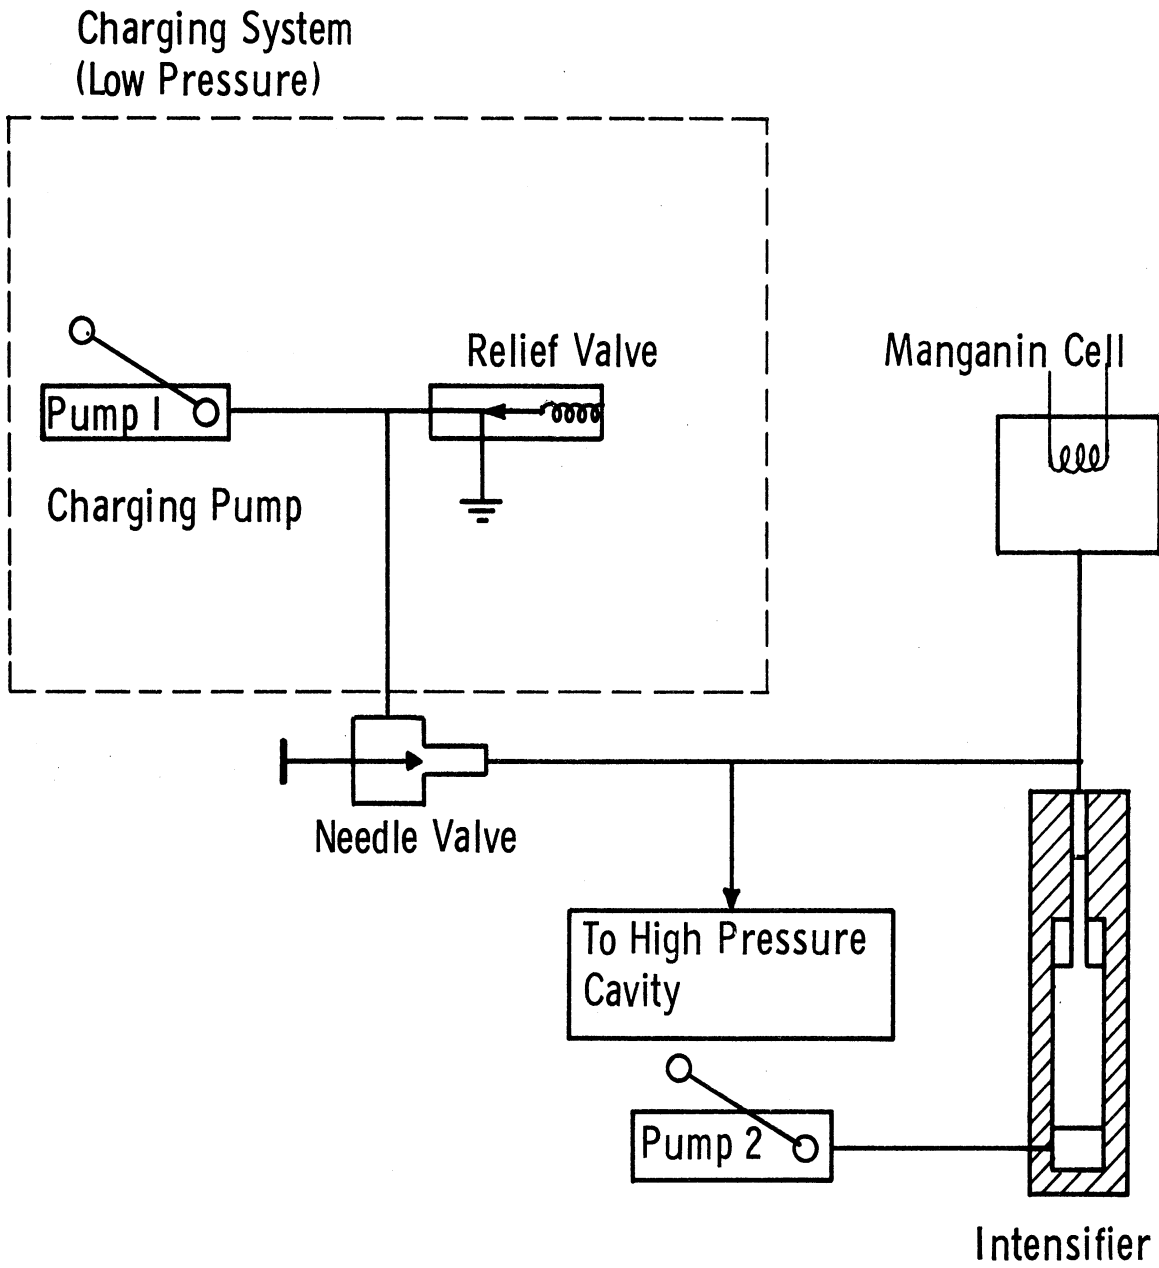 Charging System
(Low Pressure)
Relief Valve
Manganin Cell
Pump 1
Charging Pump
Needle Valve
To High Pressure
Cavity
Pump 2
Intensifier